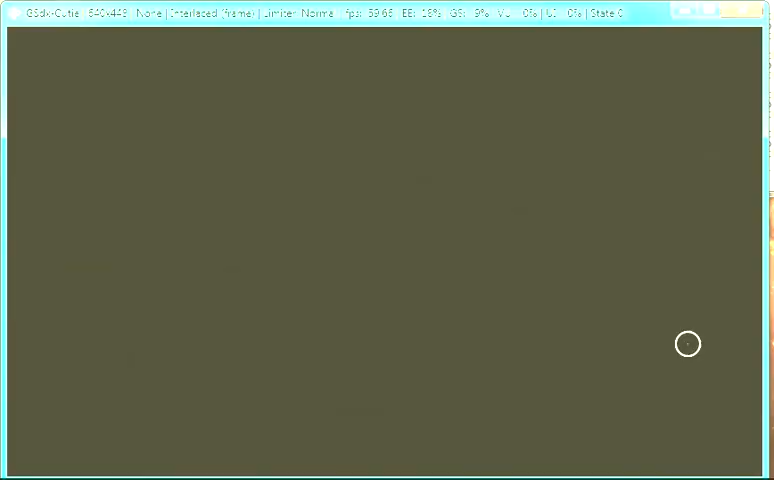 GSdx-Cutie | 640x448 | None | Interlaced (frame) | Limiter: Normal | fps: 59.66 | EE: 18% | GS: 9% | VU: 0% | UI: 0% | State 0